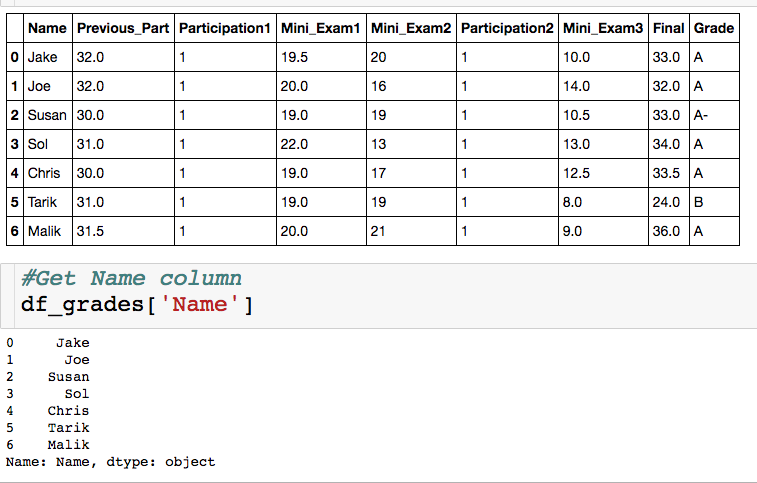 Name Previous_Part Participation1 Mini_Exam1 Mini_Exam2 Participation2 Mini_Exam3 Final Grade
0 Jake 32.0 1 19.5 20 1 10.0 33.0 A
1 Joe 32.0 1 20.0 16 1 14.0 32.0 A
2 Susan 30.0 1 19.0 19 1 10.5 33.0 A-
3 Sol 31.0 1 22.0 13 1 13.0 34.0 A
4 Chris 30.0 1 19.0 17 1 12.5 33.5 A
5 Tarik 31.0 1 19.0 19 1 8.0 24.0 B
6 Malik 31.5 1 20.0 21 1 9.0 36.0 A
#Get Name column
df_grades['Name']
0 Jake
1 Joe
2 Susan
3 Sol
4 Chris
5 Tarik
6 Malik
Name: Name, dtype: object